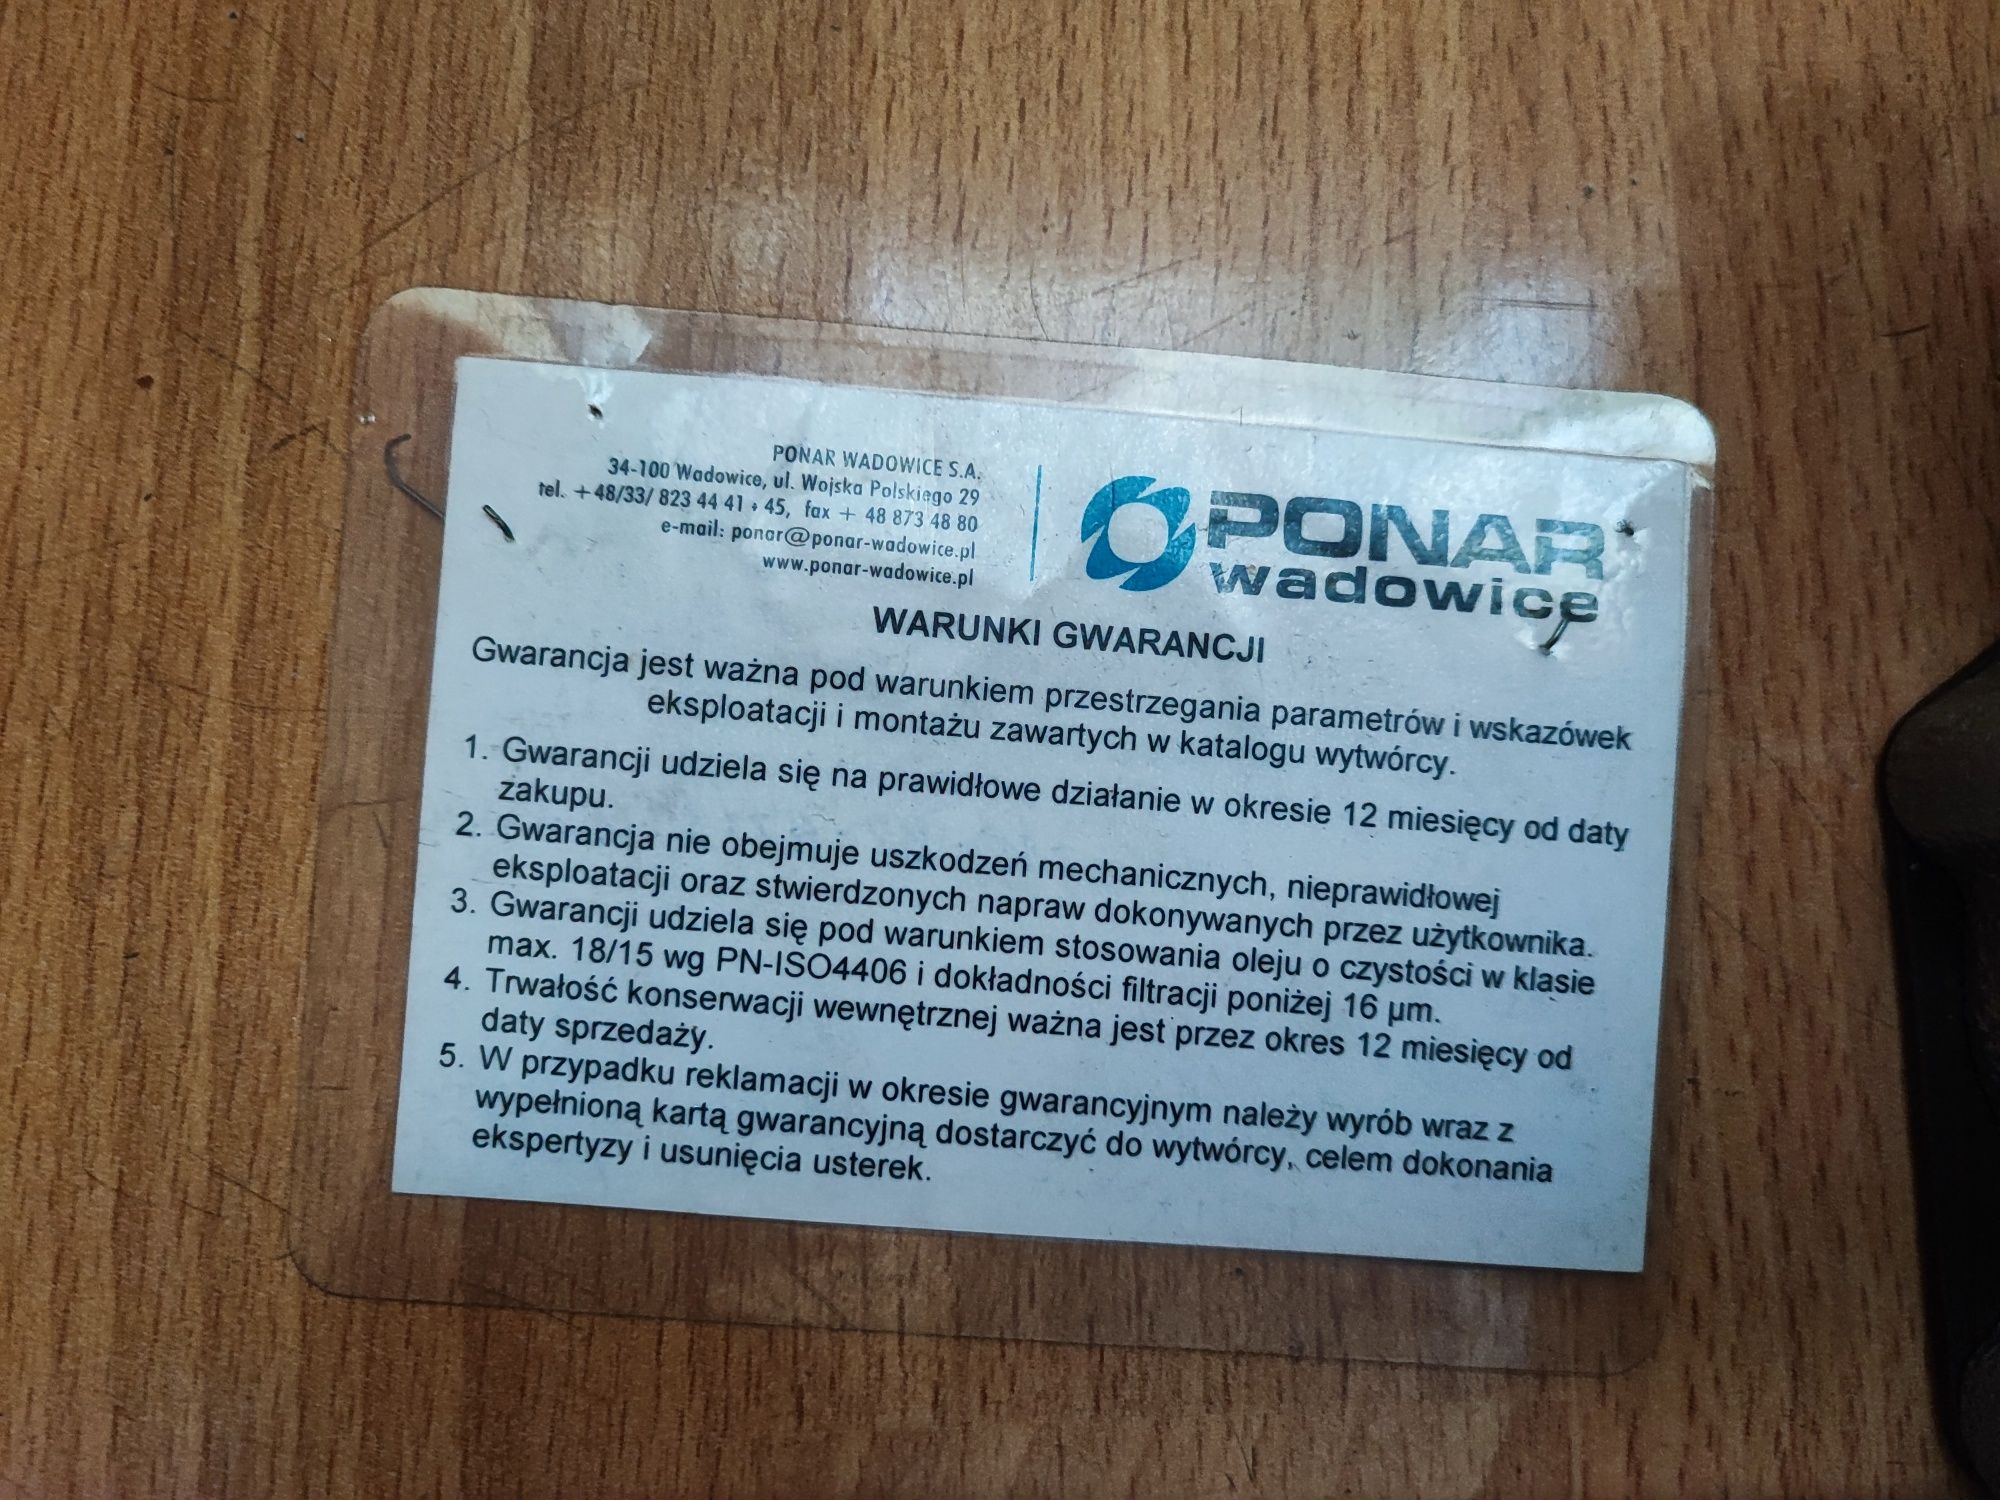 PONAR WADOWICE S.A.
34-100 Wadowice, ul. Wojska Polskiego 29
tel. +48/33/ 823 44 41 ÷ 45, fax + 48 873 48 80
e-mail: ponar@ponar-wadowice.pl
www.ponar-wadowice.pl
PONAR
wadowice
WARUNKI GWARANCJI
Gwarancja jest ważna pod warunkiem przestrzegania parametrów i wskazówek
eksploatacji i montażu zawartych w katalogu wytwórcy.
1. Gwarancji udziela się na prawidłowe działanie w okresie 12 miesięcy od daty
zakupu.
2. Gwarancja nie obejmuje uszkodzeń mechanicznych, nieprawidłowej
eksploatacji oraz stwierdzonych napraw dokonywanych przez użytkownika.
3. Gwarancji udziela się pod warunkiem stosowania oleju o czystości w klasie
max. 18/15 wg PN-ISO4406 i dokładności filtracji poniżej 16 µm.
4. Trwałość konserwacji wewnętrznej ważna jest przez okres 12 miesięcy od
daty sprzedaży.
5. W przypadku reklamacji w okresie gwarancyjnym należy wyrób wraz z
wypełnioną kartą gwarancyjną dostarczyć do wytwórcy, celem dokonania
ekspertyzy i usunięcia usterek.